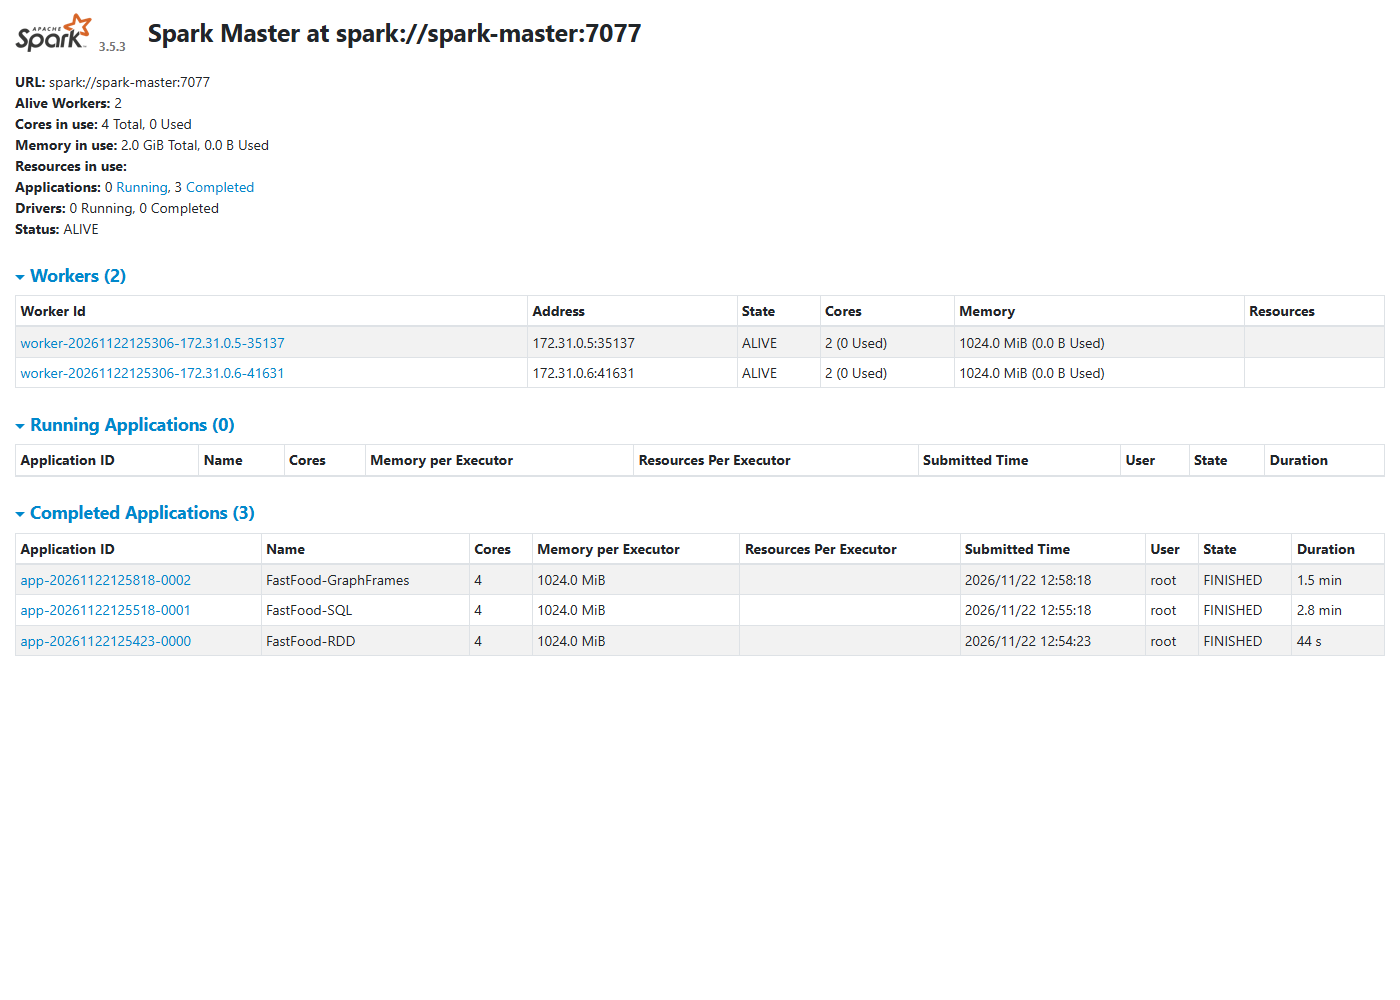 APACHE
Spark 3.5.3 Spark Master at spark://spark-master:7077
URL: spark://spark-master:7077
Alive Workers: 2
Cores in use: 4 Total, 0 Used
Memory in use: 2.0 GiB Total, 0.0 B Used
Resources in use:
Applications: 0 Running, 3 Completed
Drivers: 0 Running, 0 Completed
Status: ALIVE
Workers (2)
Worker Id Address State Cores Memory Resources
worker-20261122125306-172.31.0.5-35137 172.31.0.5:35137 ALIVE 2 (0 Used) 1024.0 MiB (0.0 B Used)
worker-20261122125306-172.31.0.6-41631 172.31.0.6:41631 ALIVE 2 (0 Used) 1024.0 MiB (0.0 B Used)
Running Applications (0)
Application ID Name Cores Memory per Executor Resources Per Executor Submitted Time User State Duration
Completed Applications (3)
Application ID Name Cores Memory per Executor Resources Per Executor Submitted Time User State Duration
app-20261122125818-0002 FastFood-GraphFrames 4 1024.0 MiB 2026/11/22 12:58:18 root FINISHED 1.5 min
app-20261122125518-0001 FastFood-SQL 4 1024.0 MiB 2026/11/22 12:55:18 root FINISHED 2.8 min
app-20261122125423-0000 FastFood-RDD 4 1024.0 MiB 2026/11/22 12:54:23 root FINISHED 44 s